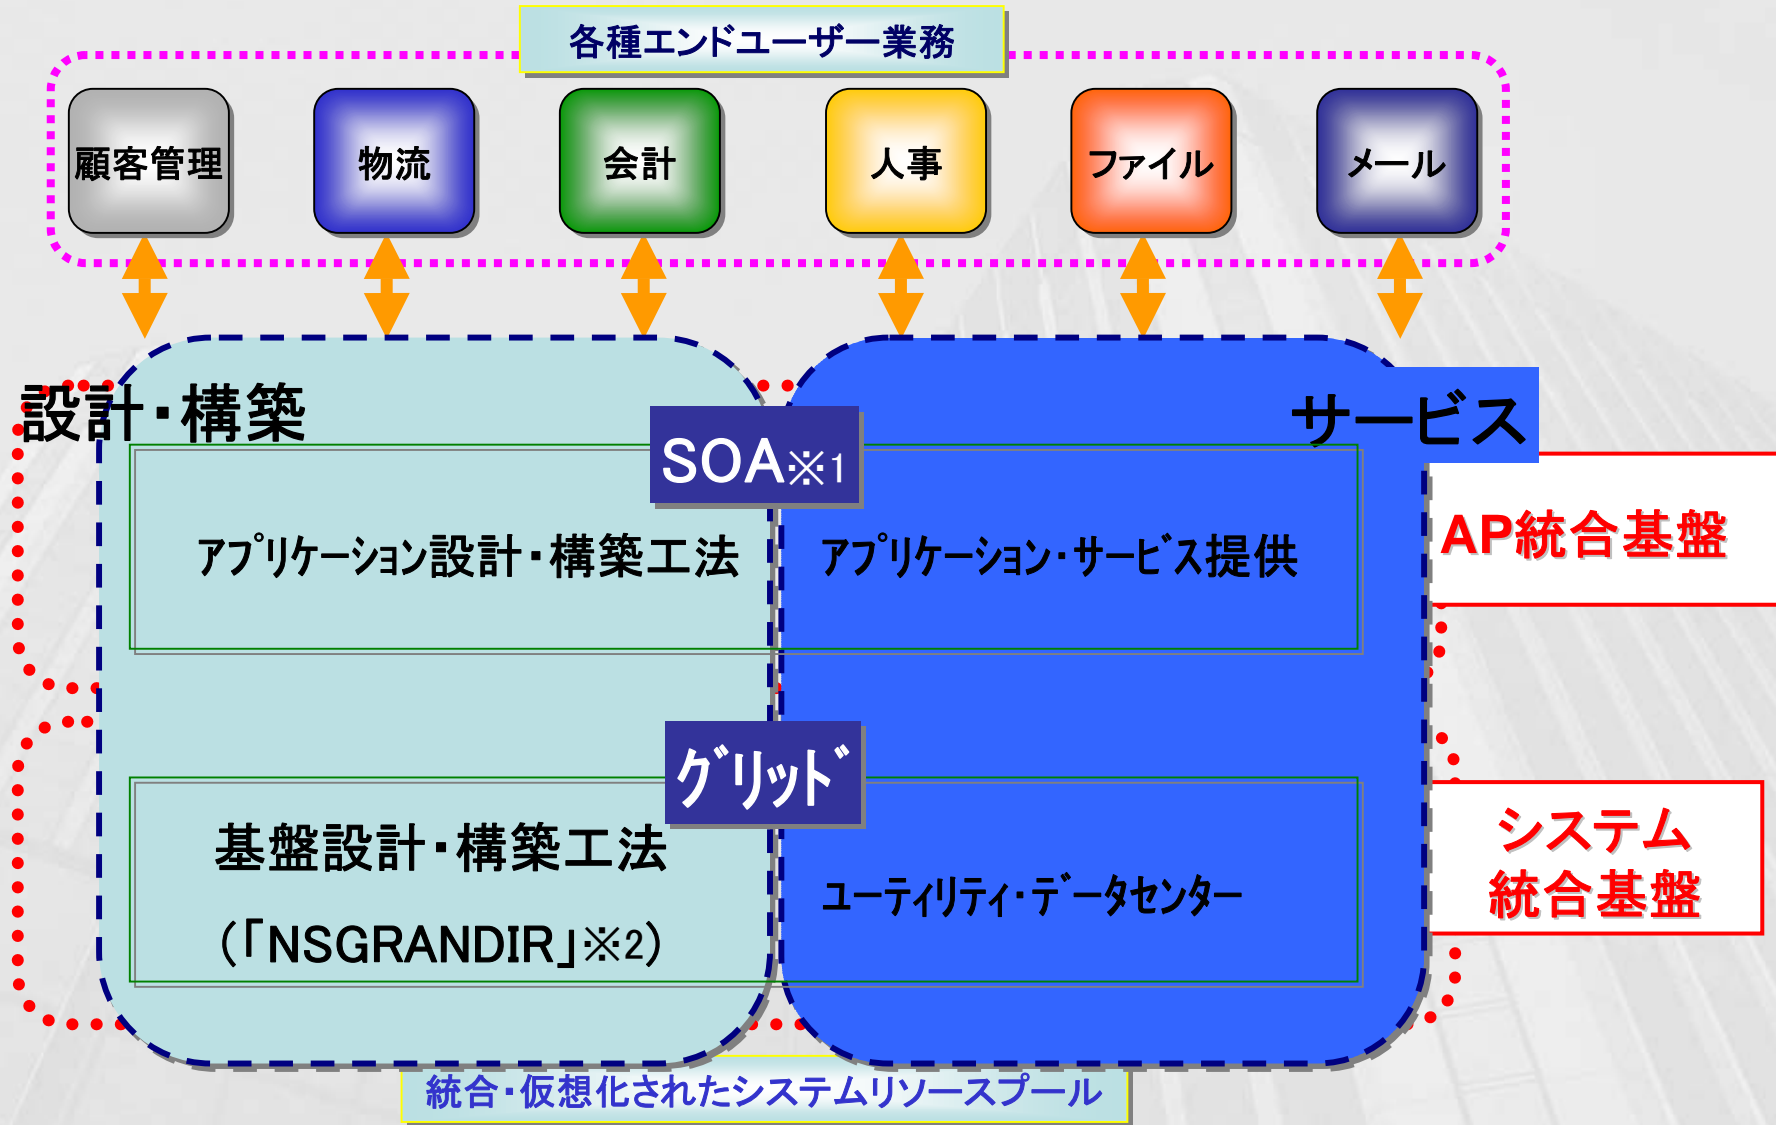 各種エンドユーザー業務
顧客管理
物流
会計
人事
ファイル
メール
設計・構築
サービス
SOA※1
アプリケーション設計・構築工法
アプリケーション・サービス提供
AP統合基盤
グリッド
基盤設計・構築工法
(「NSGRANDIR」※2)
ユーティリティ・データセンター
システム
統合基盤
統合・仮想化されたシステムリソースプール